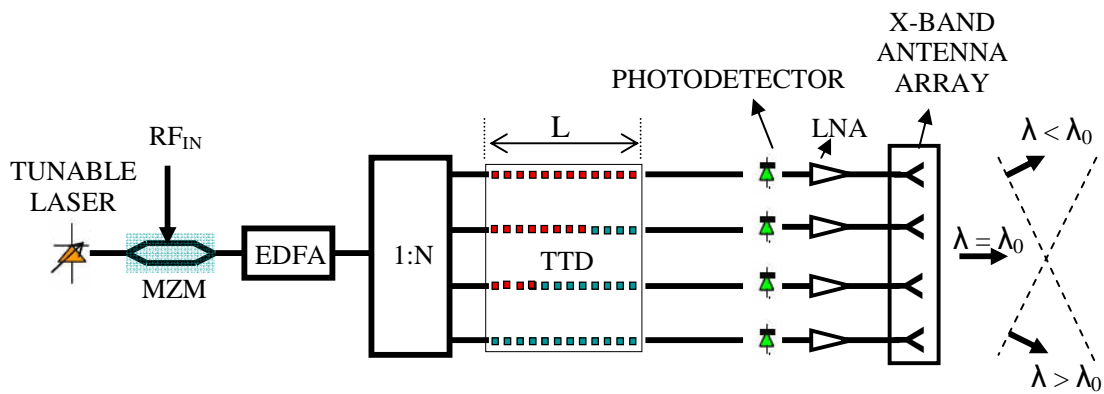 X-BAND
ANTENNA
ARRAY
PHOTODETECTOR
LNA
L
RF_IN
λ < λ₀
TUNABLE
LASER
EDFA
1:N
TTD
λ = λ₀
MZM
λ > λ₀